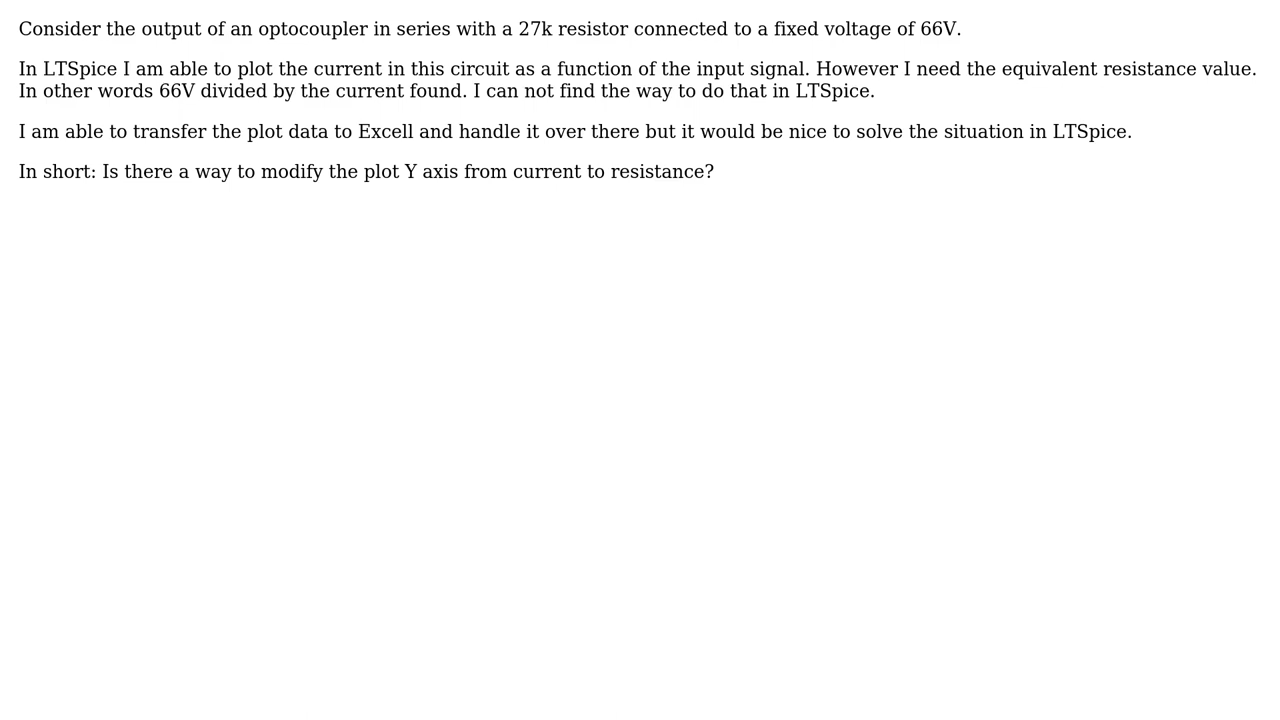 Consider the output of an optocoupler in series with a 27k resistor connected to a fixed voltage of 66V.
In LTSpice I am able to plot the current in this circuit as a function of the input signal. However I need the equivalent resistance value.
In other words 66V divided by the current found. I can not find the way to do that in LTSpice.
I am able to transfer the plot data to Excell and handle it over there but it would be nice to solve the situation in LTSpice.
In short: Is there a way to modify the plot Y axis from current to resistance?